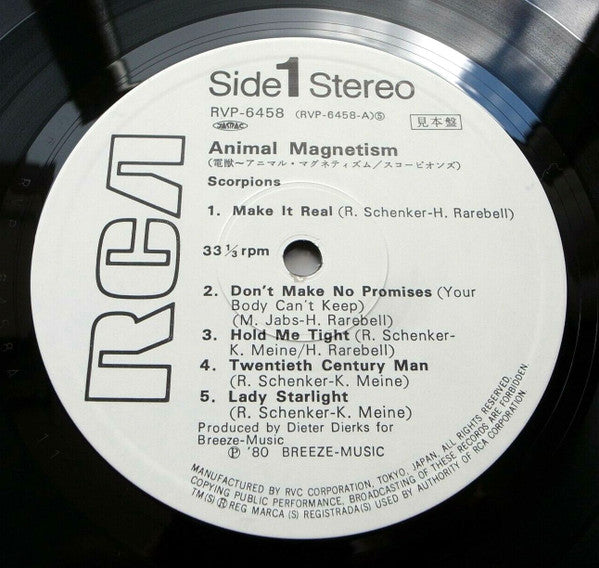 Side 1 Stereo
RVP-6458 (RVP-6458-A)Ⓢ
JASRAC
見本盤
Animal Magnetism
(電獣〜アニマル・マグネティズム/スコーピオンズ)
Scorpions
1. Make It Real (R. Schenker-H. Rarebell)
33 1/3 rpm
2. Don't Make No Promises (Your
Body Can't Keep)
(M. Jabs-H. Rarebell)
3. Hold Me Tight (R. Schenker-
K. Meine/H. Rarebell)
4. Twentieth Century Man
(R. Schenker-K. Meine)
5. Lady Starlight
(R. Schenker-K. Meine)
Produced by Dieter Dierks for
Breeze-Music
Ⓟ '80 BREEZE-MUSIC
RCA
MANUFACTURED BY RVC CORPORATION, TOKYO, JAPAN. ALL RIGHTS RESERVED.
COPYING PUBLIC PERFORMANCE, BROADCASTING OF THESE RECORDS ARE FORBIDDEN.
TM(S) ® REG MARCA (S) REGISTRADA(S) USED BY AUTHORITY OF RCA CORPORATION.